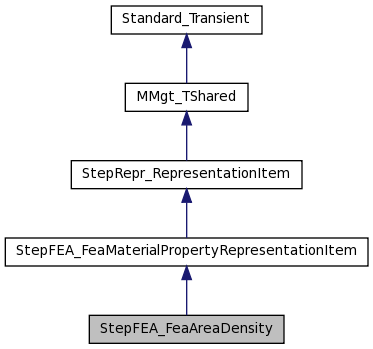 Standard_Transient
MMgt_TShared
StepRepr_RepresentationItem
StepFEA_FeaMaterialPropertyRepresentationItem
StepFEA_FeaAreaDensity